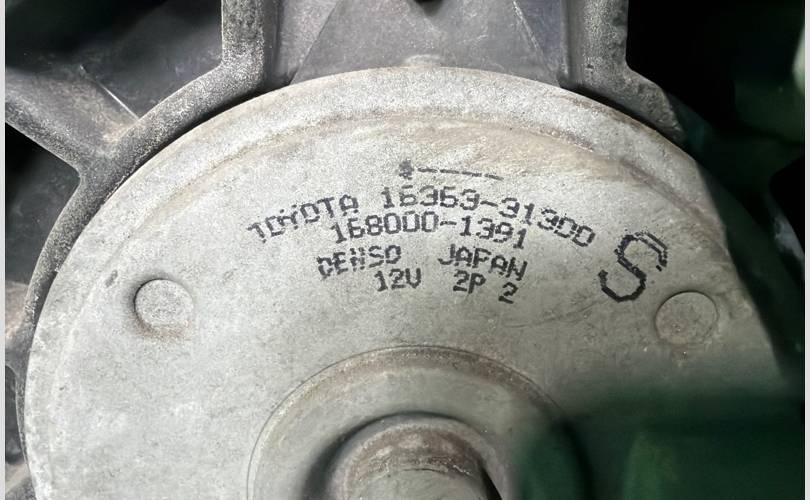 TOYOTA 16363-31300
168000-1391
DENSO JAPAN
12V 2P 2
S